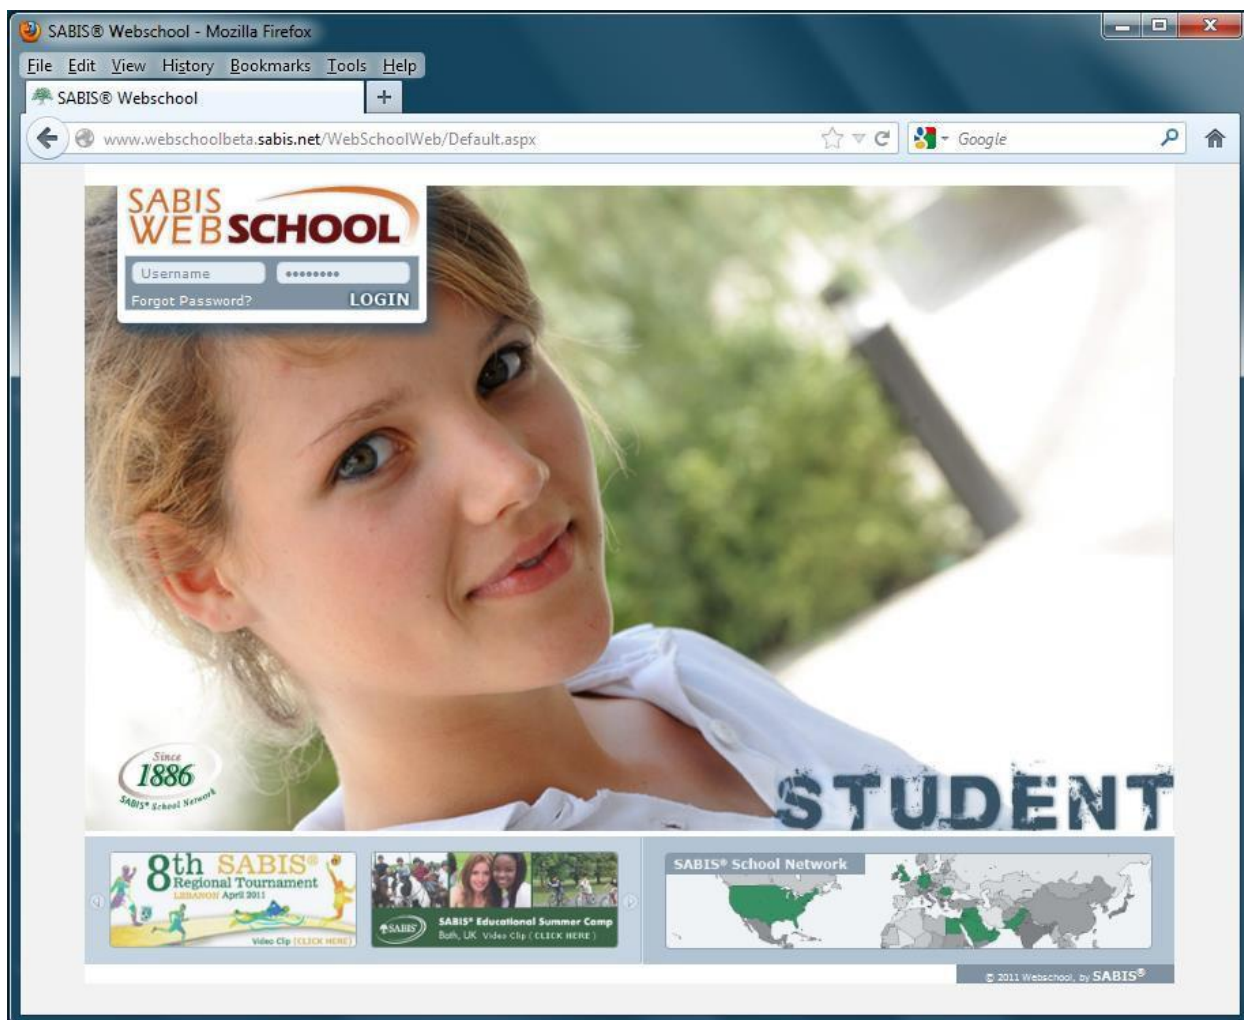 SABIS® Webschool - Mozilla Firefox
File Edit View History Bookmarks Tools Help
SABIS® Webschool
www.webschoolbeta.sabis.net/WebSchoolWeb/Default.aspx
Google
SABIS
WEBSCHOOL
Username
Forgot Password?
LOGIN
Since
1886
SABIS® School Network
STUDENT
8th SABIS®
Regional Tournament
LEBANON April 2011
Video Clip (CLICK HERE)
SABIS®
SABIS® Educational Summer Camp
Bath, UK Video Clip ( CLICK HERE )
SABIS® School Network
© 2011 Webschool, by SABIS®